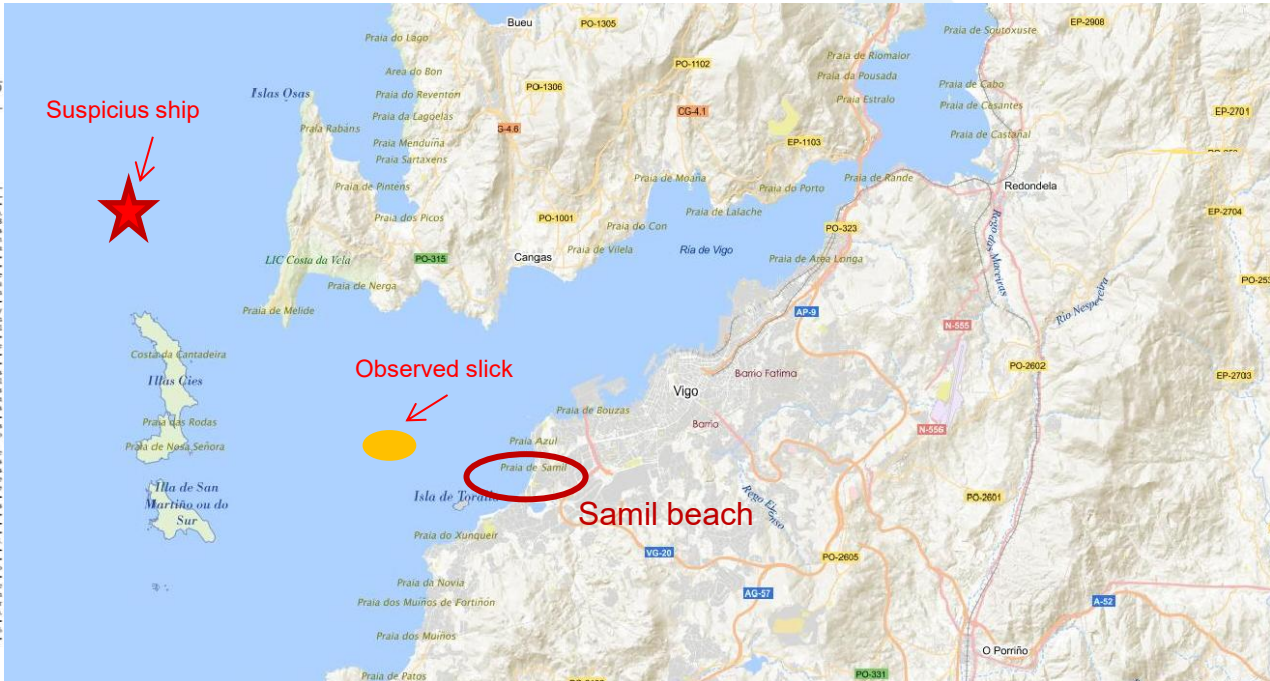 Bueu
PO-1305
EP-2908
Praia do Lago
Praia de Soutoxuste
Praia de Riomaior
PO-1102
Area do Bon
Praia da Pousada
PO-1306
Praia de Cabo
Islas Osas
Praia do Reventón
Praia Estralo
Praia de Cesantes
Suspicius ship
CG-4.1
EP-2701
Praia da Lagoelas
Praia Rabáns
G-4.6
Praia de Castañal
Praia Menduiña
EP-1103
Praia Sartaxéns
Praia de Moaña
Praia de Rande
Praia de Pinténs
Praia do Porto
Redondela
Praia dos Picos
PO-1001
Praia de Lalache
EP-2704
Praia do Con
PO-323
Rego das Maceiras
LIC Costa da Vela
PO-315
Cangas
Praia de Vilela
Ría de Vigo
Praia de Area Longa
Praia de Nerga
PO-253
Praia de Melide
AP-9
Río Nespereira
N-555
Costa da Cantadeira
Observed slick
PO-2602
Illas Cíes
Barrio Fatima
EP-2703
Vigo
Praia das Rodas
Praia de Bouzas
Barrio
N-556
Praia de Nosa Señora
Praia Azul
Praia de Samil
Illa de San
Martiño ou do
Sur
Isla de Toralla
PO-2601
Samil beach
Praia do Xunqueir
VG-20
PO-2605
Praia da Novia
AG-57
Praia dos Muiños de Fortiñón
A-52
Praia dos Muiños
O Porriño
Praia de Patos
PO-331